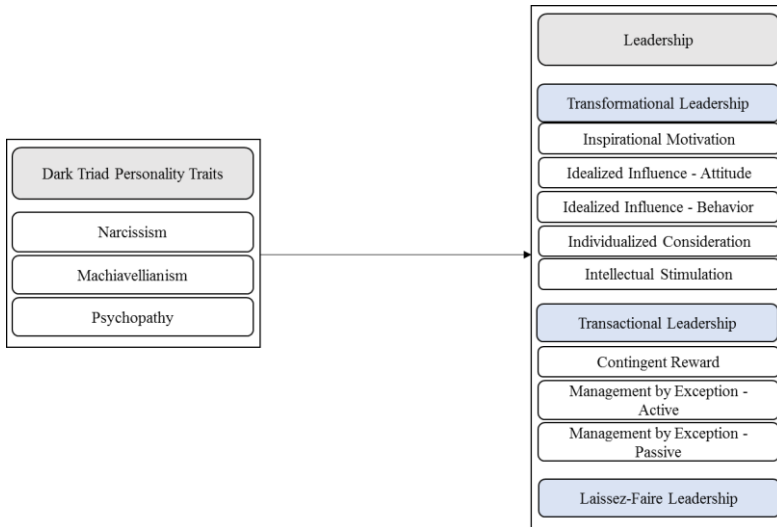 Dark Triad Personality Traits
Narcissism
Machiavellianism
Psychopathy
Leadership
Transformational Leadership
Inspirational Motivation
Idealized Influence - Attitude
Idealized Influence - Behavior
Individualized Consideration
Intellectual Stimulation
Transactional Leadership
Contingent Reward
Management by Exception -
Active
Management by Exception -
Passive
Laissez-Faire Leadership